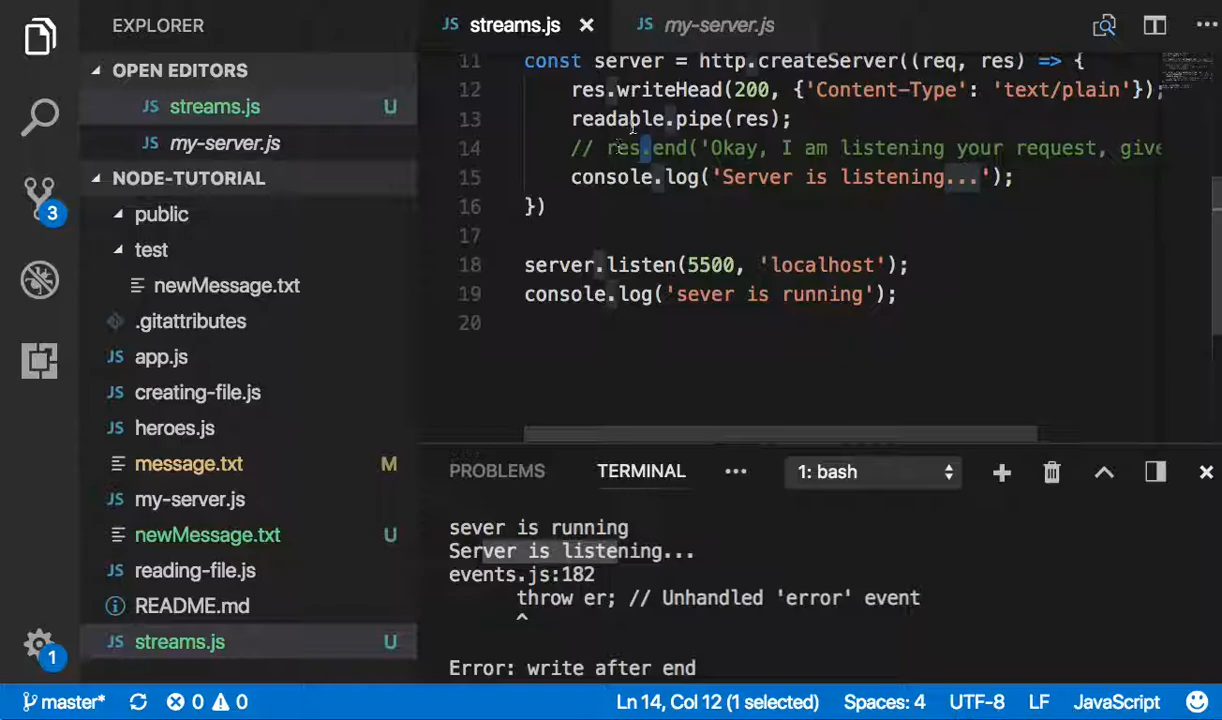 EXPLORER
OPEN EDITORS
JS streams.js U
JS my-server.js
NODE-TUTORIAL
public
test
newMessage.txt
.gitattributes
JS app.js
JS creating-file.js
JS heroes.js
message.txt M
JS my-server.js
newMessage.txt U
JS reading-file.js
README.md
JS streams.js U
3
1
JS streams.js
JS my-server.js
11 const server = http.createServer((req, res) => {
12 res.writeHead(200, {'Content-Type': 'text/plain'});
13 readable.pipe(res);
14 // res.end('Okay, I am listening your request, give
15 console.log('Server is listening...');
16 })
17
18 server.listen(5500, 'localhost');
19 console.log('sever is running');
20
PROBLEMS TERMINAL ... 1: bash
sever is running
Server is listening...
events.js:182
throw er; // Unhandled 'error' event
^
Error: write after end
master* 0 0 Ln 14, Col 12 (1 selected) Spaces: 4 UTF-8 LF JavaScript